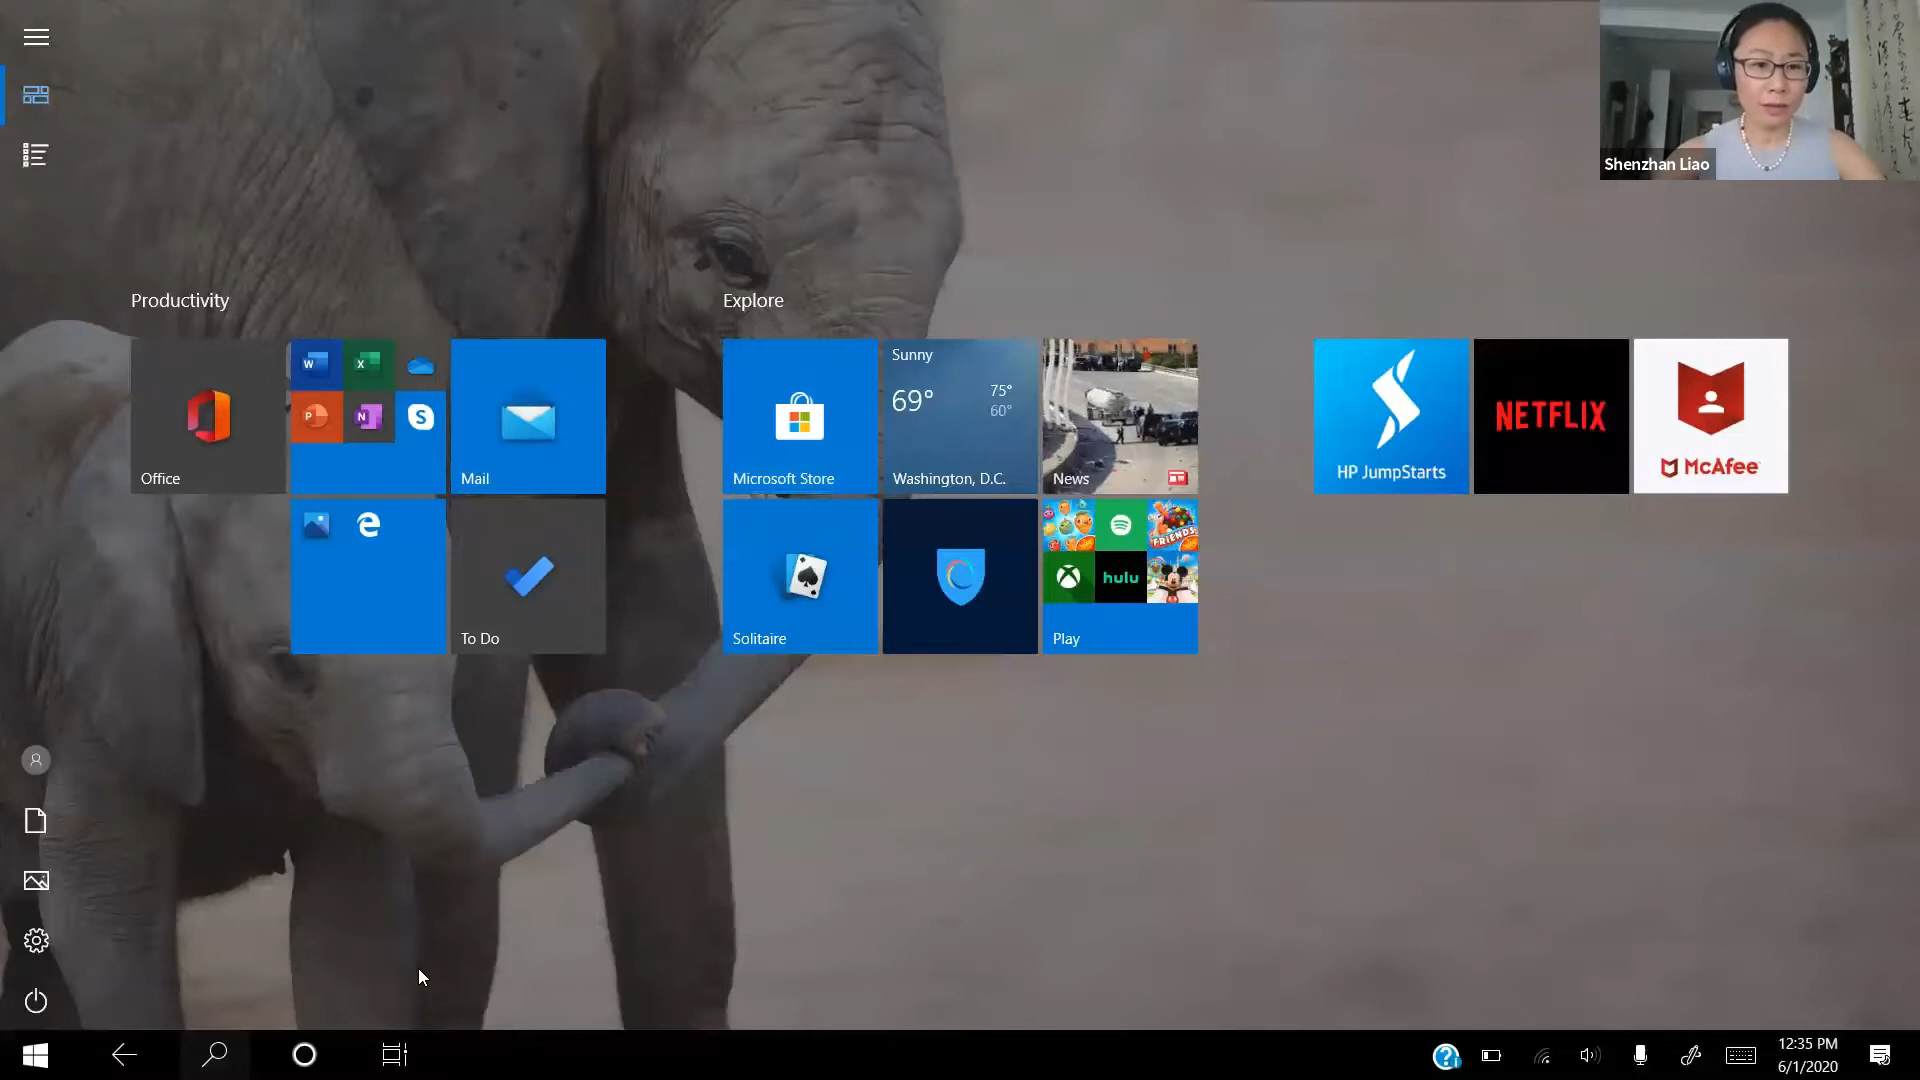 Shenzhan Liao
Productivity
Explore
Office
W
X
P
N
S
Mail
To Do
Microsoft Store
Sunny
69°
75°
60°
Washington, D.C.
News
Solitaire
FRIENDS
hulu
Play
HP JumpStarts
NETFLIX
McAfee
12:35 PM
6/1/2020